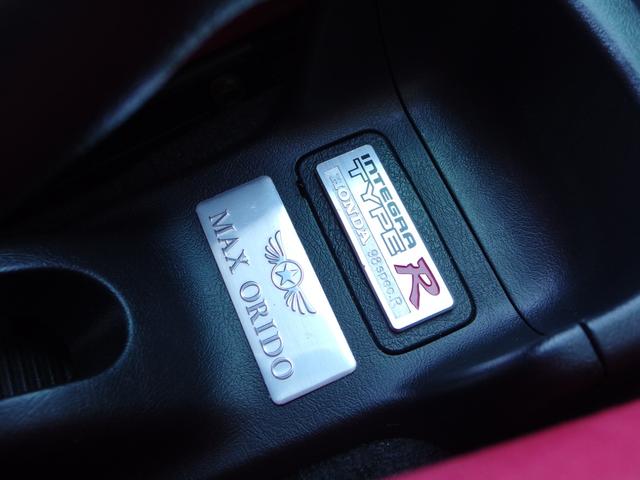 MAX ORIDO
INTEGRA
TYPE R
HONDA 98spec.R